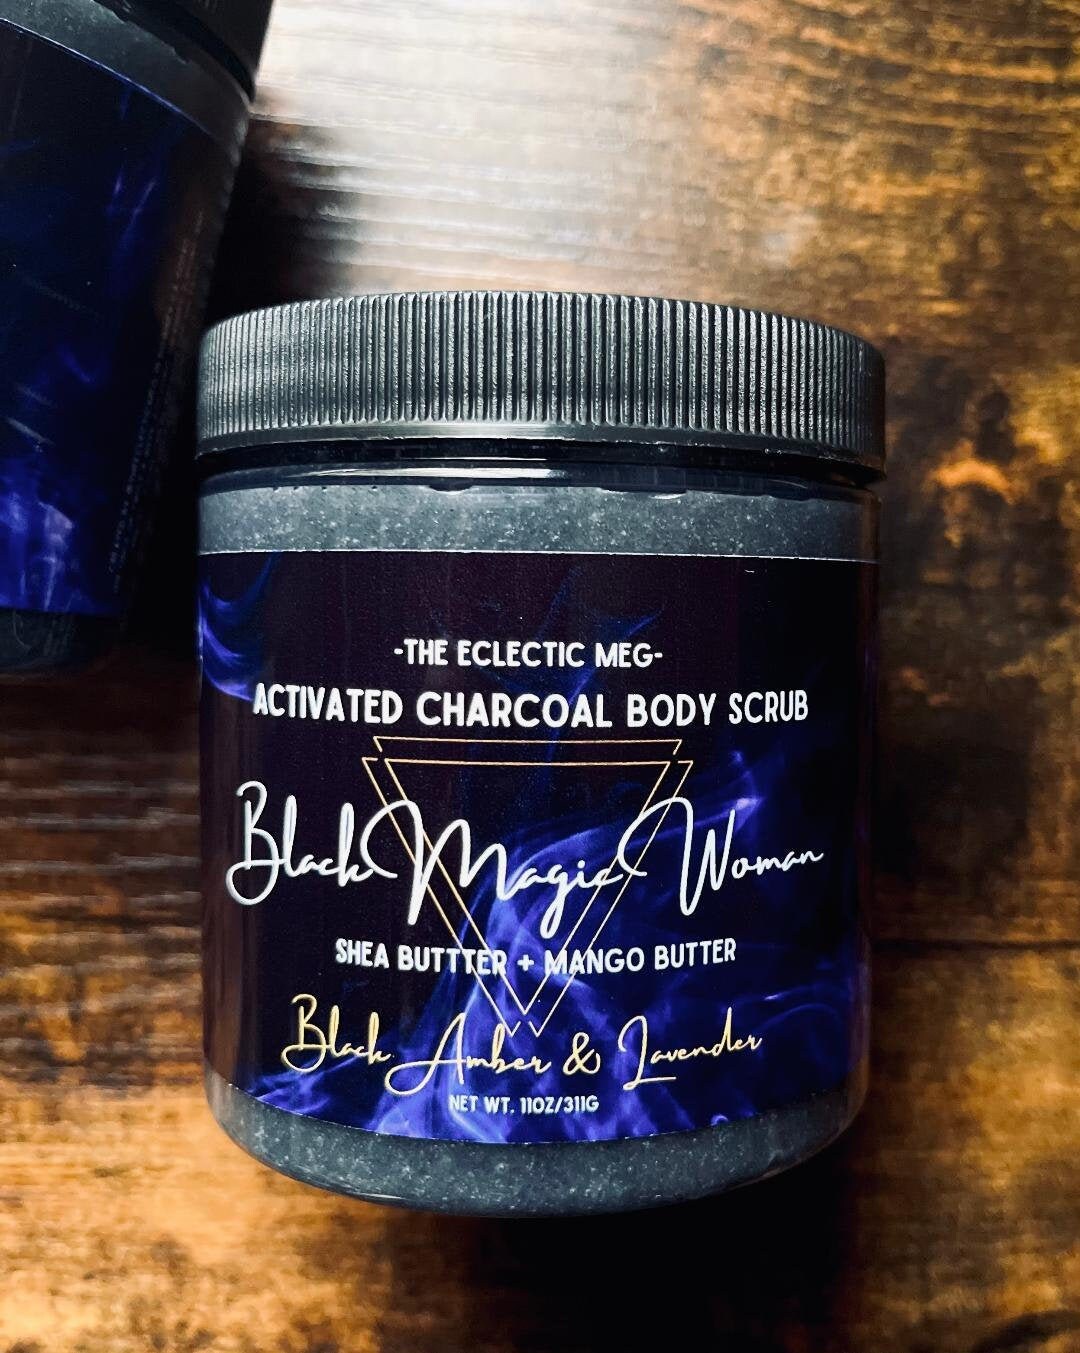 -THE ECLECTIC MEG-
ACTIVATED CHARCOAL BODY SCRUB
Black Magic Woman
SHEA BUTTTER + MANGO BUTTER
Black Amber & Lavender
NET WT. 11OZ/311G